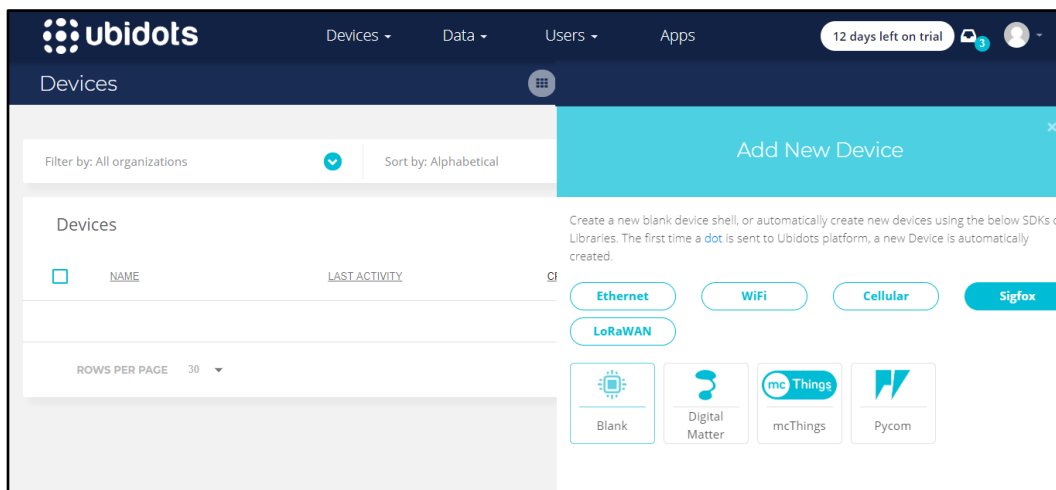 ubidots
Devices
Data
Users
Apps
12 days left on trial
3
Devices
Filter by: All organizations
Sort by: Alphabetical
Devices
NAME
LAST ACTIVITY
ROWS PER PAGE 30
Add New Device
Create a new blank device shell, or automatically create new devices using the below SDKs
Libraries. The first time a dot is sent to Ubidots platform, a new Device is automatically
created.
Ethernet
WiFi
Cellular
Sigfox
LoRaWAN
Blank
Digital
Matter
mc Things
mcThings
Pycom